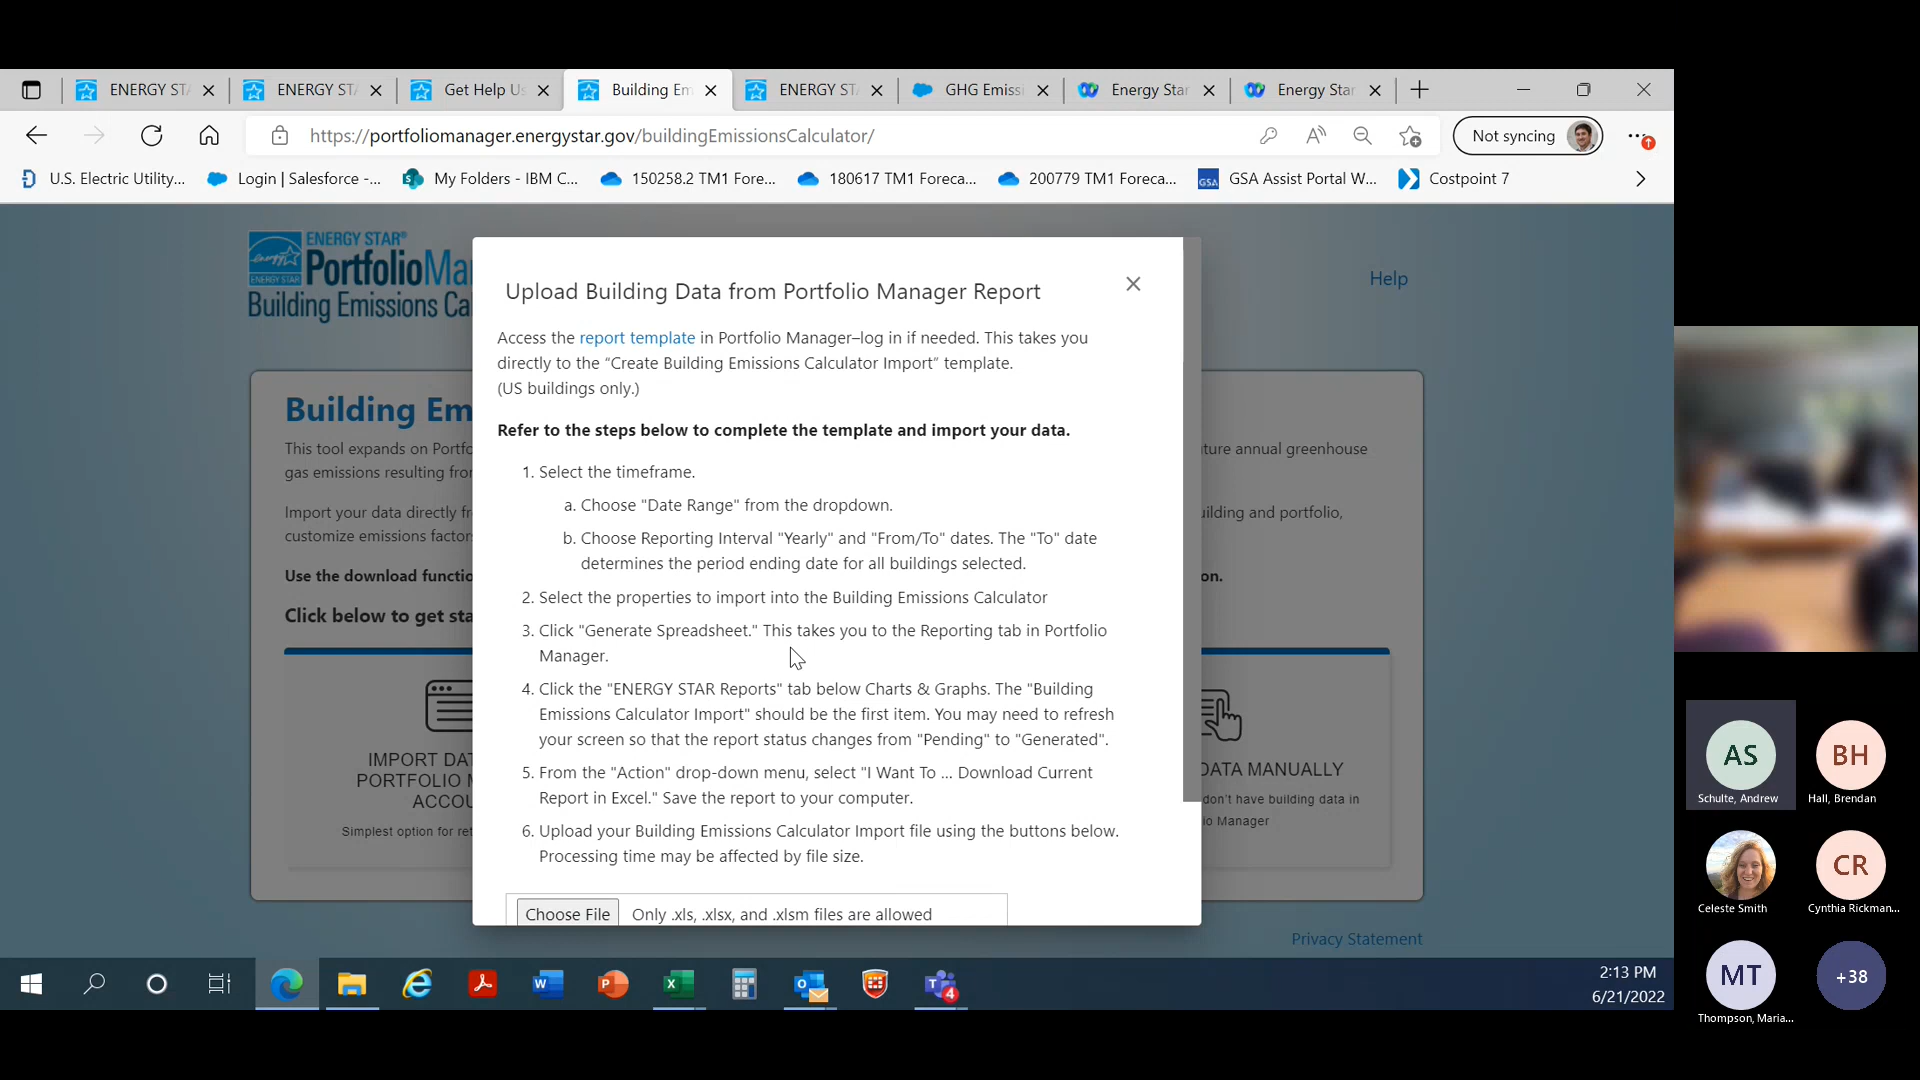 ENERGY ST
ENERGY ST
Get Help Us
Building Em
ENERGY ST
GHG Emissi
Energy Star
Energy Star
https://portfoliomanager.energystar.gov/buildingEmissionsCalculator/
Not syncing
U.S. Electric Utility...
Login | Salesforce -...
My Folders - IBM C...
150258.2 TM1 Fore...
180617 TM1 Foreca...
200779 TM1 Foreca...
GSA
GSA Assist Portal W...
Costpoint 7
ENERGY STAR®
PortfolioMa
energy
ENERGY STAR
Building Emissions Ca
Help
Building Em
This tool expands on Portfo
ture annual greenhouse
gas emissions resulting fro
Import your data directly f
ilding and portfolio,
customize emissions factor
Use the download functio
on.
Click below to get sta
IMPORT DAT
PORTFOLIO M
ACCOU
Simplest option for ret
DATA MANUALLY
don't have building data in
io Manager
Upload Building Data from Portfolio Manager Report
Access the report template in Portfolio Manager–log in if needed. This takes you
directly to the “Create Building Emissions Calculator Import” template.
(US buildings only.)
Refer to the steps below to complete the template and import your data.
1. Select the timeframe.
a. Choose "Date Range" from the dropdown.
b. Choose Reporting Interval "Yearly" and "From/To" dates. The "To" date
determines the period ending date for all buildings selected.
2. Select the properties to import into the Building Emissions Calculator
3. Click "Generate Spreadsheet." This takes you to the Reporting tab in Portfolio
Manager.
4. Click the "ENERGY STAR Reports" tab below Charts & Graphs. The "Building
Emissions Calculator Import" should be the first item. You may need to refresh
your screen so that the report status changes from "Pending" to "Generated".
5. From the "Action" drop-down menu, select "I Want To ... Download Current
Report in Excel." Save the report to your computer.
6. Upload your Building Emissions Calculator Import file using the buttons below.
Processing time may be affected by file size.
Choose File
Only .xls, .xlsx, and .xlsm files are allowed
Privacy Statement
2:13 PM
6/21/2022
4
AS
Schulte, Andrew
BH
Hall, Brendan
Celeste Smith
CR
Cynthia Rickman...
MT
Thompson, Maria...
+38